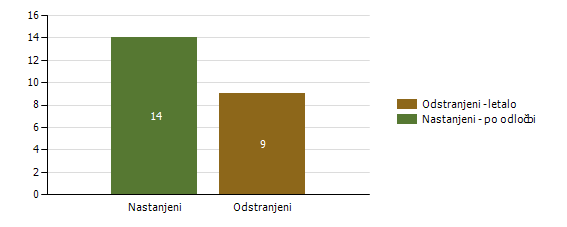 16
14
12
10
8
6
4
2
0
14
9
Nastanjeni
Odstranjeni
Odstranjeni - letalo
Nastanjeni - po odločbi